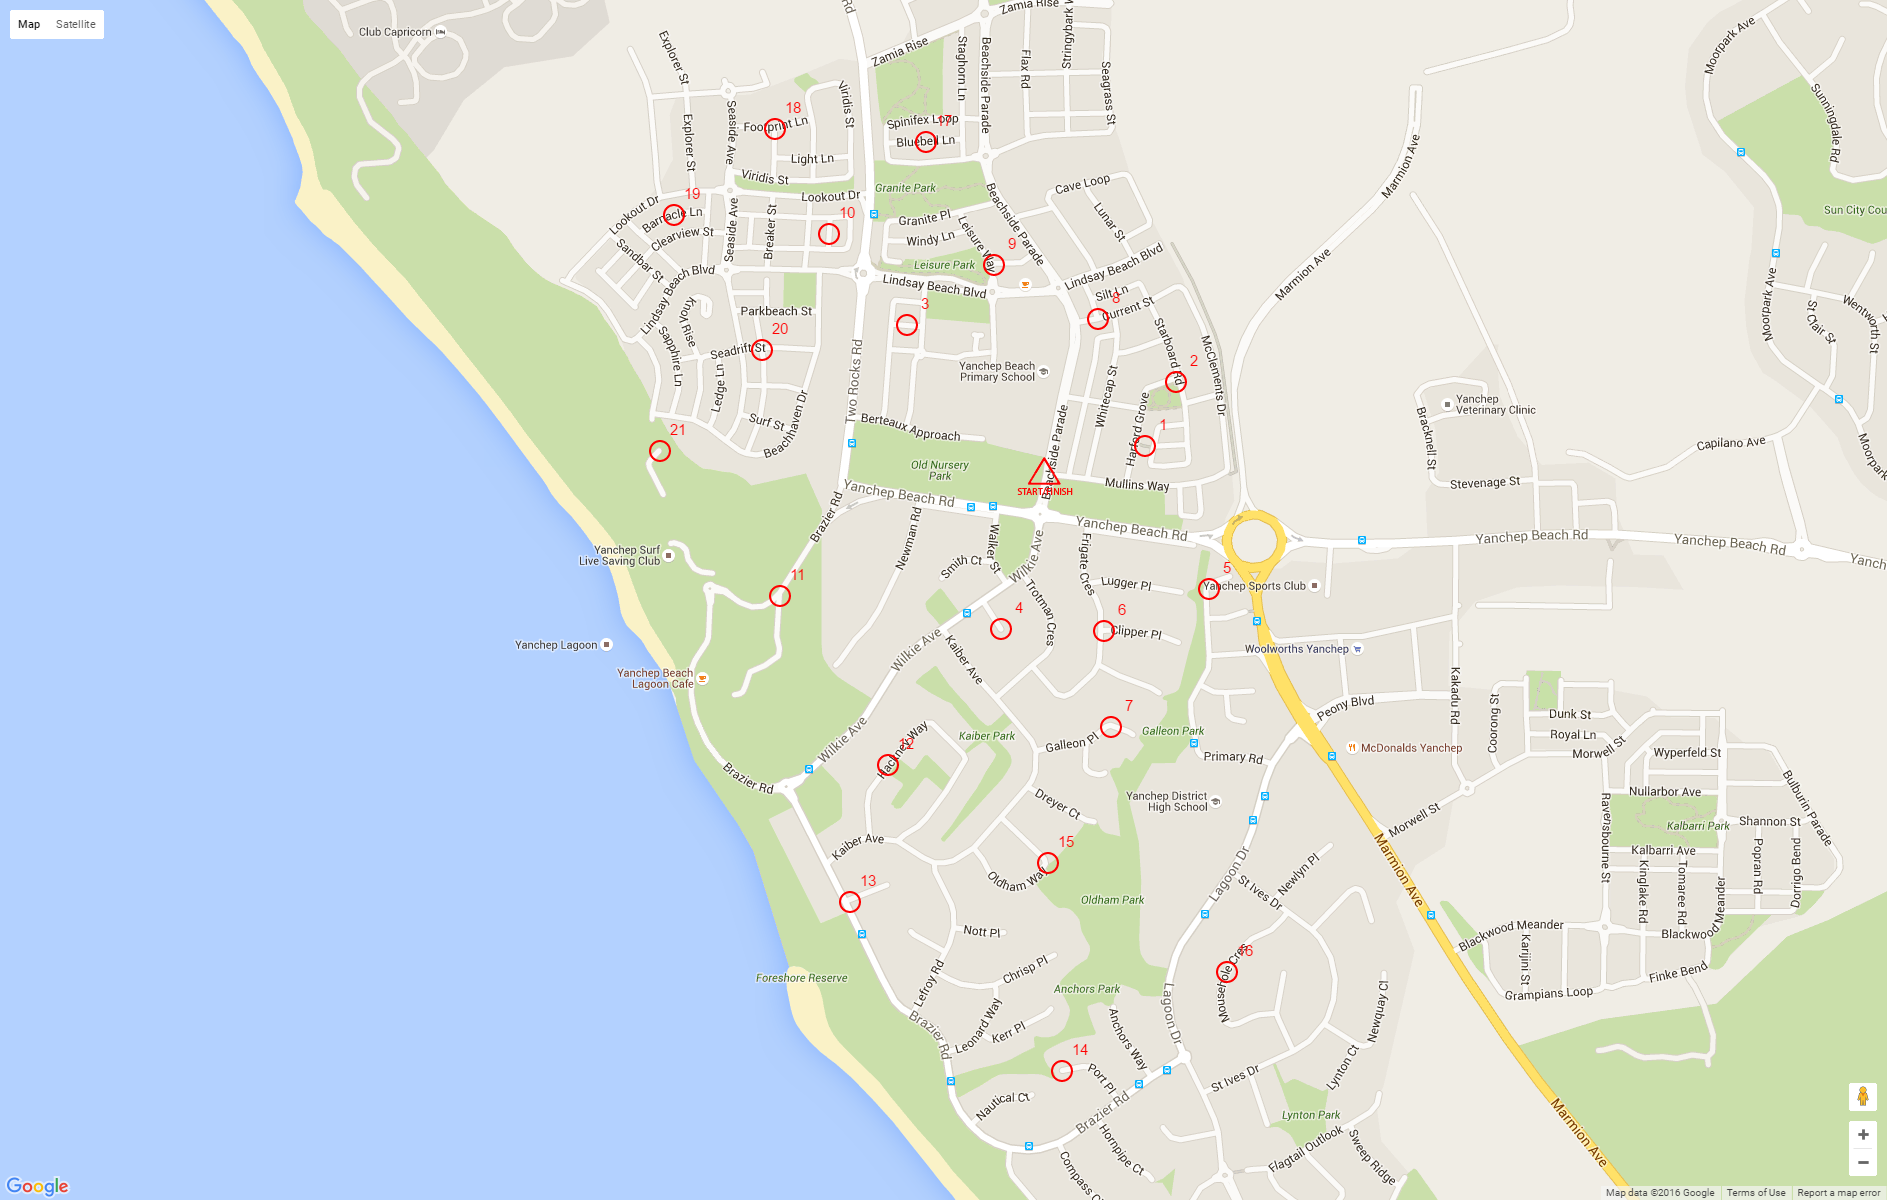 Map
Satellite
Club Capricorn
Rd
Zamia Rise
Zamia Rise
Explorer St
Explorer St
Seaside Ave
Seaside Ave
18
Footprint Ln
Viridis St
Light Ln
Viridis St
Staghorn Ln
Beachside Parade
Flax Rd
Seagrass St
17
Spinifex Loop
Bluebell Ln
Granite Park
Moorpark Ave
Sunningdale Rd
Sun City Cou
Marmion Ave
Marmion Ave
Lookout Dr
Lookout Dr
19
Barnacle Ln
Clearview St
Sandbar St
Breaker St
10
Granite Pl
Windy Ln
Leisure Way
Beachside Parade
Cave Loop
Lunar St
9
Leisure Park
Lindsay Beach Blvd
Lindsay Beach Blvd
Lindsay Beach Blvd
Lindsay Beach Blvd
Knoll Rise
Parkbeach St
20
Seadrift St
Sapphire Ln
Ledge Ln
Surf St
Beachhaven Dr
Two Rocks Rd
3
Silt Ln
8
Current St
Starboard Rd
McClements Dr
Yanchep Beach
Primary School
2
Whitecap St
Harford Grove
1
Moorpark Ave
Wentworth St
St Clair St
Moorpark
Yanchep
Veterinary Clinic
Bracknell St
Capilano Ave
Stevenage St
21
Berteaux Approach
Beachside Parade
Old Nursery
Park
START/FINISH
Mullins Way
Yanchep Beach Rd
Yanchep Beach Rd
Yanchep Beach Rd
Yanchep Beach Rd
Yanchep
Brazier Rd
Newman Rd
Walker St
Smith Ct
Wilkie Ave
Frigate Cres
Lugger Pl
Yanchep Surf
Live Saving Club
11
5
Yanchep Sports Club
4
Trotman Cres
6
Clipper Pl
Yanchep Lagoon
Yanchep Beach
Lagoon Cafe
Wilkie Ave
Kaiber Ave
Woolworths Yanchep
Kakadu Rd
Coorong St
Peony Blvd
7
Galleon Pl
Galleon Park
Primary Rd
McDonalds Yanchep
Dunk St
Royal Ln
Morwell St
Wyperfeld St
Wilkie Ave
Hackney Way
12
Kaiber Park
Brazier Rd
Yanchep District
High School
Dreyer Ct
Morwell St
Marmion Ave
Nullarbor Ave
Bulburin Parade
Ravensbourne St
Kalbarri Park
Shannon St
Kalbarri Ave
Kinglake Rd
Tomaree Rd
Popran Rd
Dorrigo Bend
Kaiber Ave
15
Oldham Way
13
Lagoon Dr
St Ives Dr
Newlyn Pl
Oldham Park
Nott Pl
Blackwood Meander
Blackwood Meander
Karijini St
Finke Bend
Grampians Loop
Foreshore Reserve
Lefroy Rd
Chrisp Pl
Anchors Park
16
Mousehole Cres
Lagoon Dr
Newquay Cl
Brazier Rd
Leonard Way
Kerr Pl
Anchors Way
14
Port Pl
Nautical Ct
Brazier Rd
St Ives Dr
Lynton Ct
Lynton Park
Hornpipe Ct
Flagtail Outlook
Sweep Ridge
Marmion Ave
Google
Map data ©2016 Google
Terms of Use
Report a map error